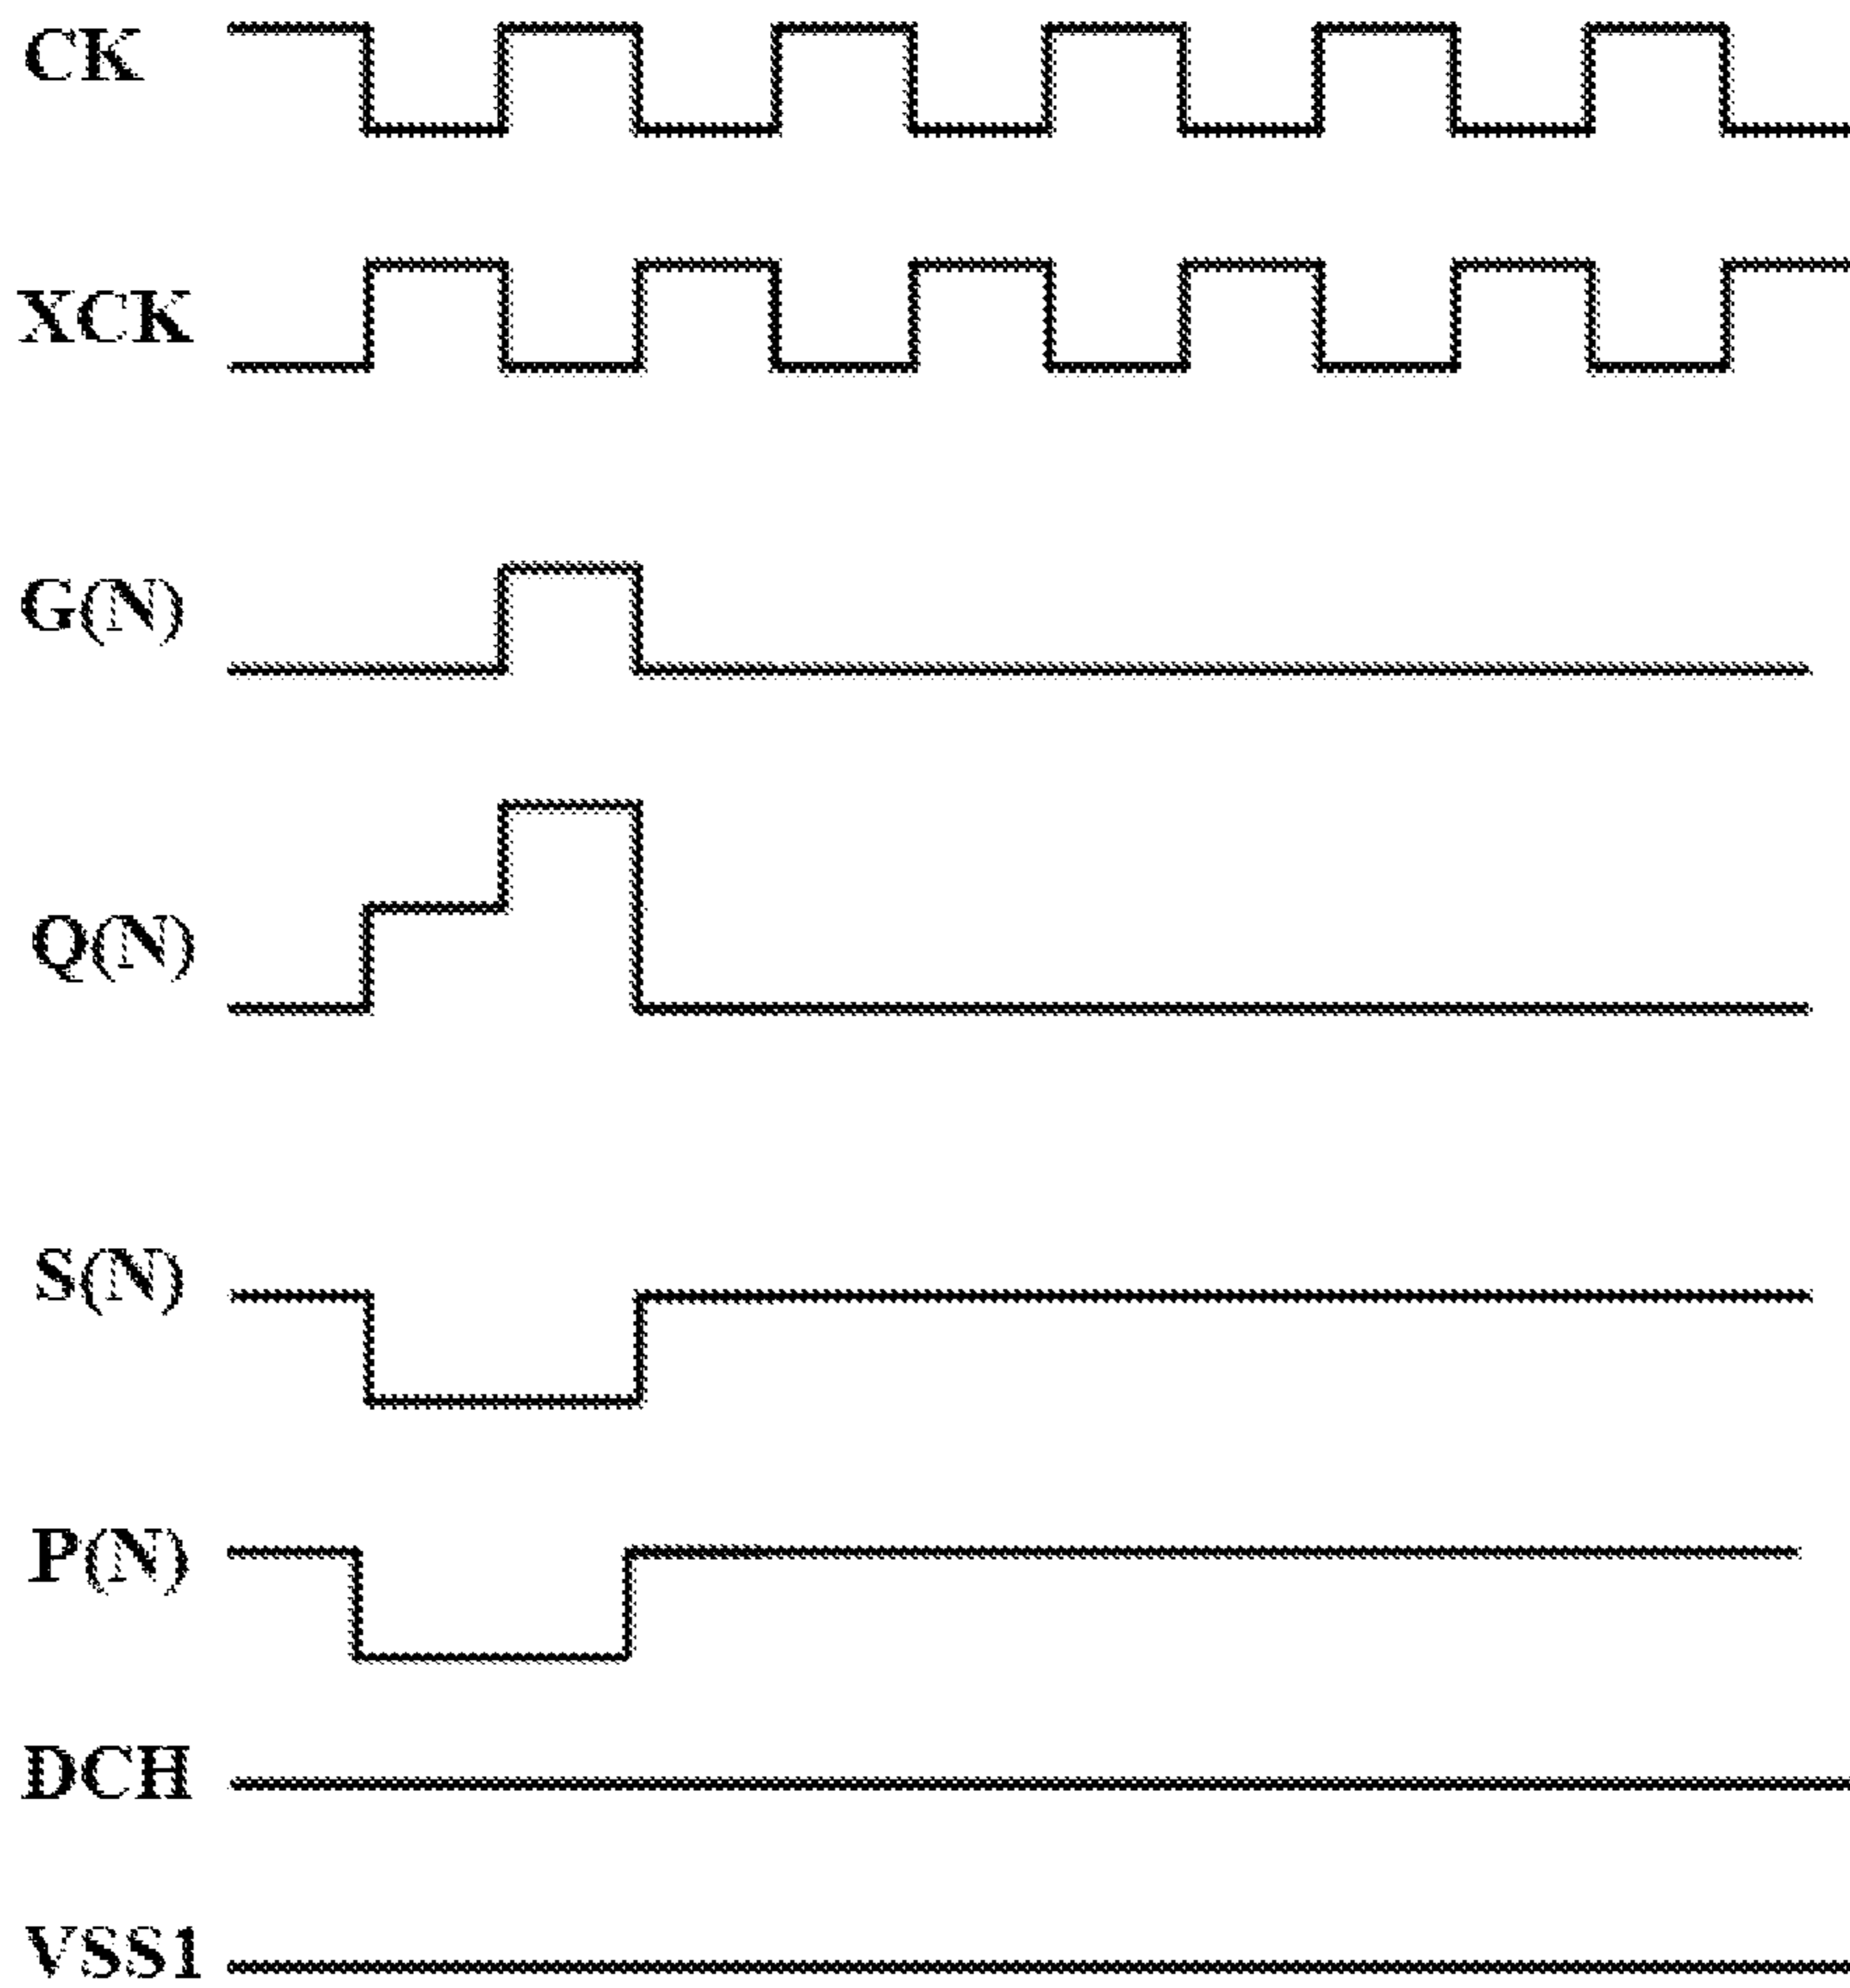 CK
XCK
G(N)
Q(N)
S(N)
P(N)
DCH
VSS1